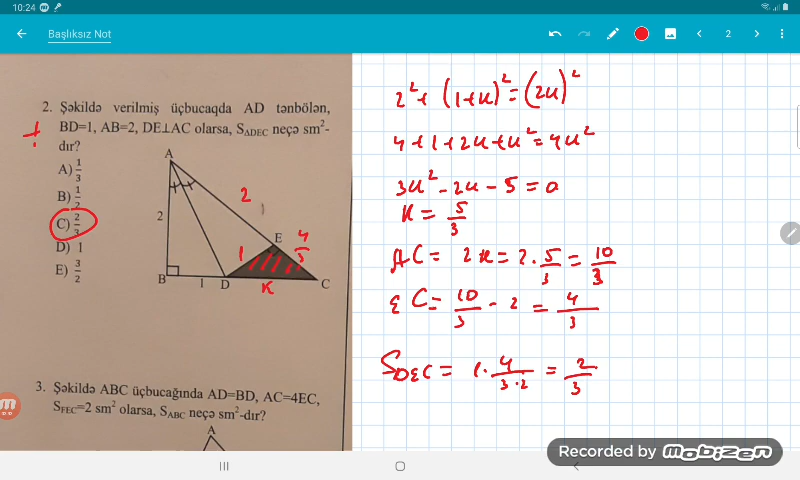 10:24
Başlıksız Not
2
2. Şəkildə verilmiş üçbucaqda AD tənbölən,
BD=1, AB=2, DE⊥AC olarsa, S∆DEC neçə sm²-
dır?
A) 1/3
B) 1/2
C) 2/3
D) 1
E) 3/2
A
2
2
E
4/3
1
B
1
D
K
C
3. Şəkildə ABC üçbucağında AD=BD, AC=4EC,
SFEC=2 sm² olarsa, SABC neçə sm²-dır?
A
2²+(1+k)²=(2k)²
4+1+2k+k²=4k²
3k²-2k-5=0
k=5/3
AC=2k=2·5/3=10/3
EC=10/3-2=4/3
SDEC=1·4/3·2=2/3
Recorded by mobizen